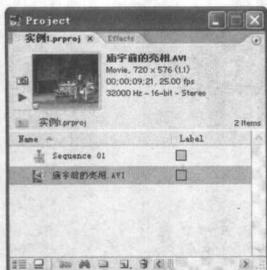 Project
实例1.prproj × Effects
庙宇前的亮相.AVI
Movie, 720 x 576 (1.1)
00;00;09;21, 25.00 fps
32000 Hz - 16-bit - Stereo
实例1.prproj 2 Items
Name Label
Sequence 01
庙宇前的亮相.AVI